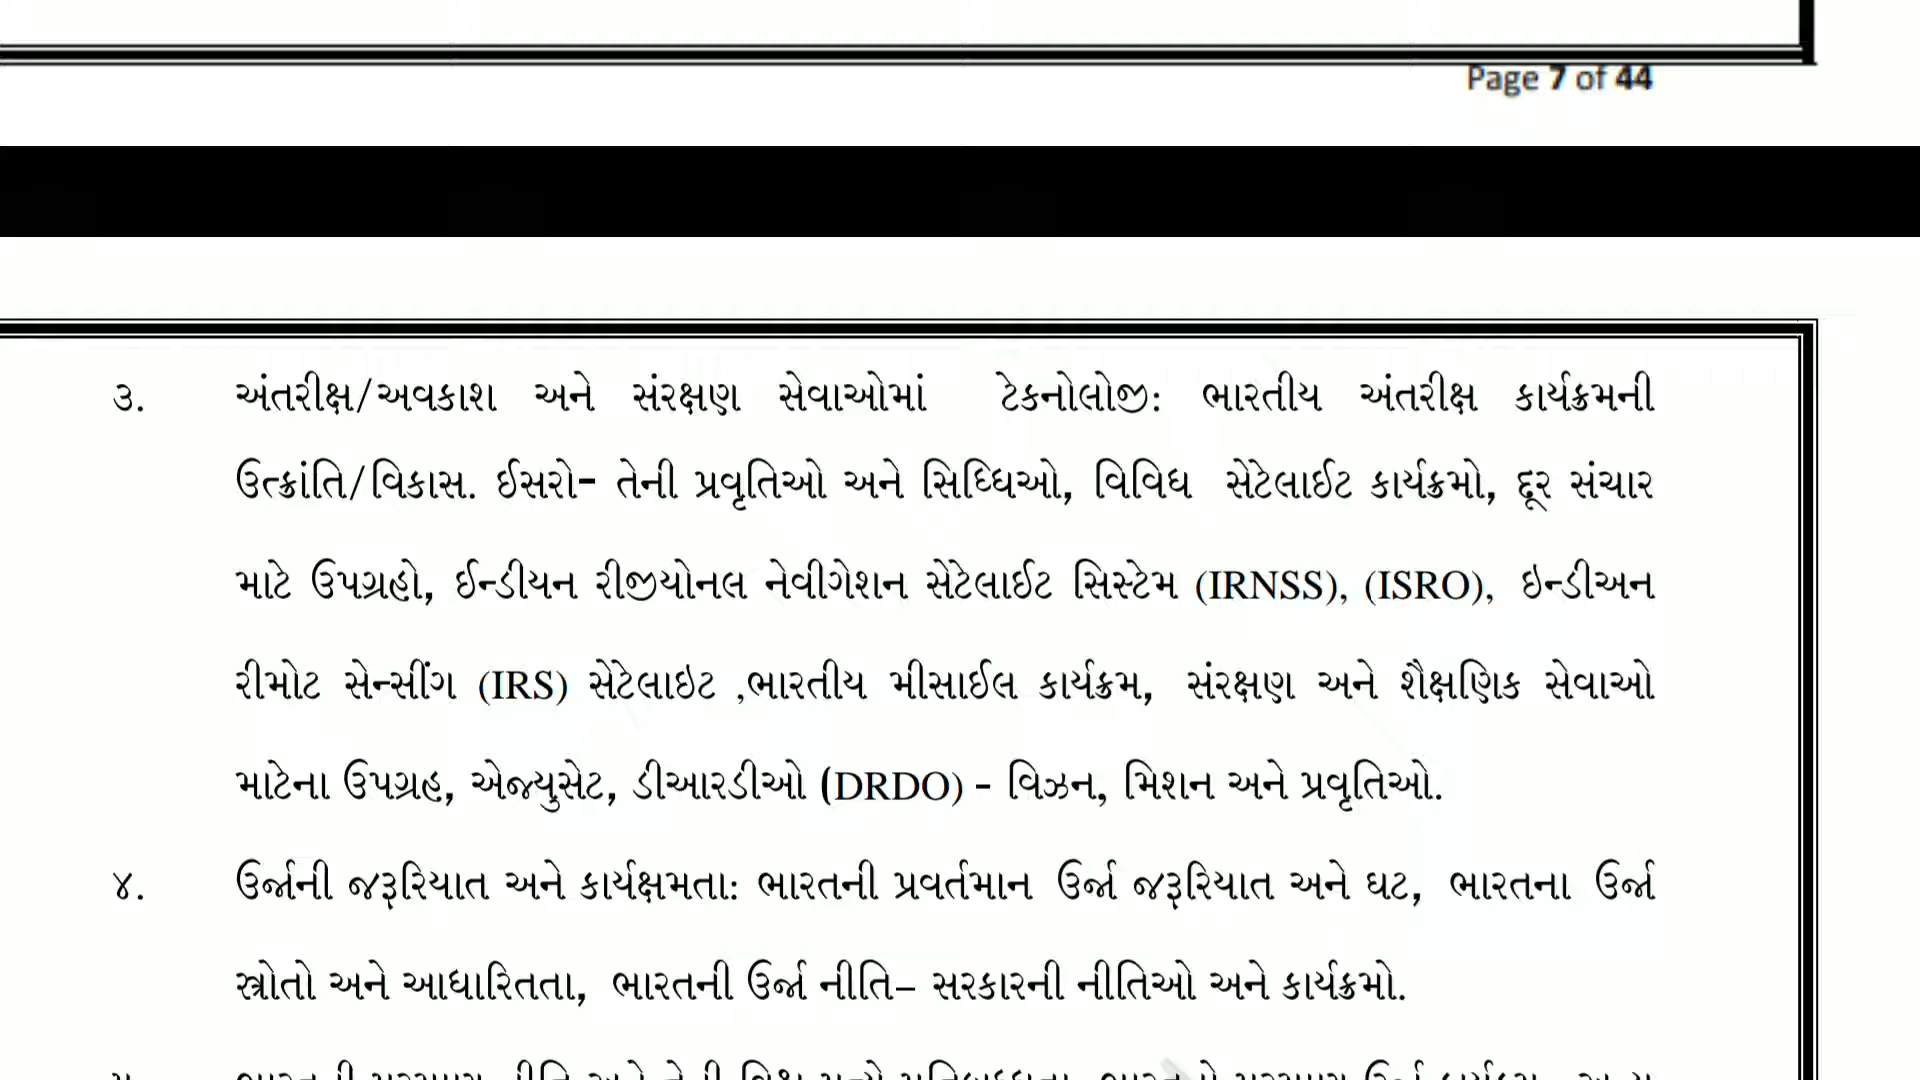 Page 7 of 44
૩. અંતરીક્ષ/અવકાશ અને સંરક્ષણ સેવાઓમાં ટેકનોલોજી: ભારતીય અંતરીક્ષ કાર્યક્રમની
ઉત્ક્રાંતિ/વિકાસ. ઈસરો- તેની પ્રવૃતિઓ અને સિધ્ધિઓ, વિવિધ સેટેલાઈટ કાર્યક્રમો, દૂર સંચાર
માટે ઉપગ્રહો, ઈન્ડીયન રીજીયોનલ નેવીગેશન સેટેલાઈટ સિસ્ટેમ (IRNSS), (ISRO), ઇન્ડીઅન
રીમોટ સેન્સીંગ (IRS) સેટેલાઇટ ,ભારતીય મીસાઈલ કાર્યક્રમ, સંરક્ષણ અને શૈક્ષણિક સેવાઓ
માટેના ઉપગ્રહ, એજ્યુસેટ, ડીઆરડીઓ (DRDO) - વિઝન, મિશન અને પ્રવૃતિઓ.
૪. ઉર્જાની જરૂરિયાત અને કાર્યક્ષમતા: ભારતની પ્રવર્તમાન ઉર્જા જરૂરિયાત અને ઘટ, ભારતના ઉર્જા
સ્ત્રોતો અને આધારિતતા, ભારતની ઉર્જા નીતિ– સરકારની નીતિઓ અને કાર્યક્રમો.